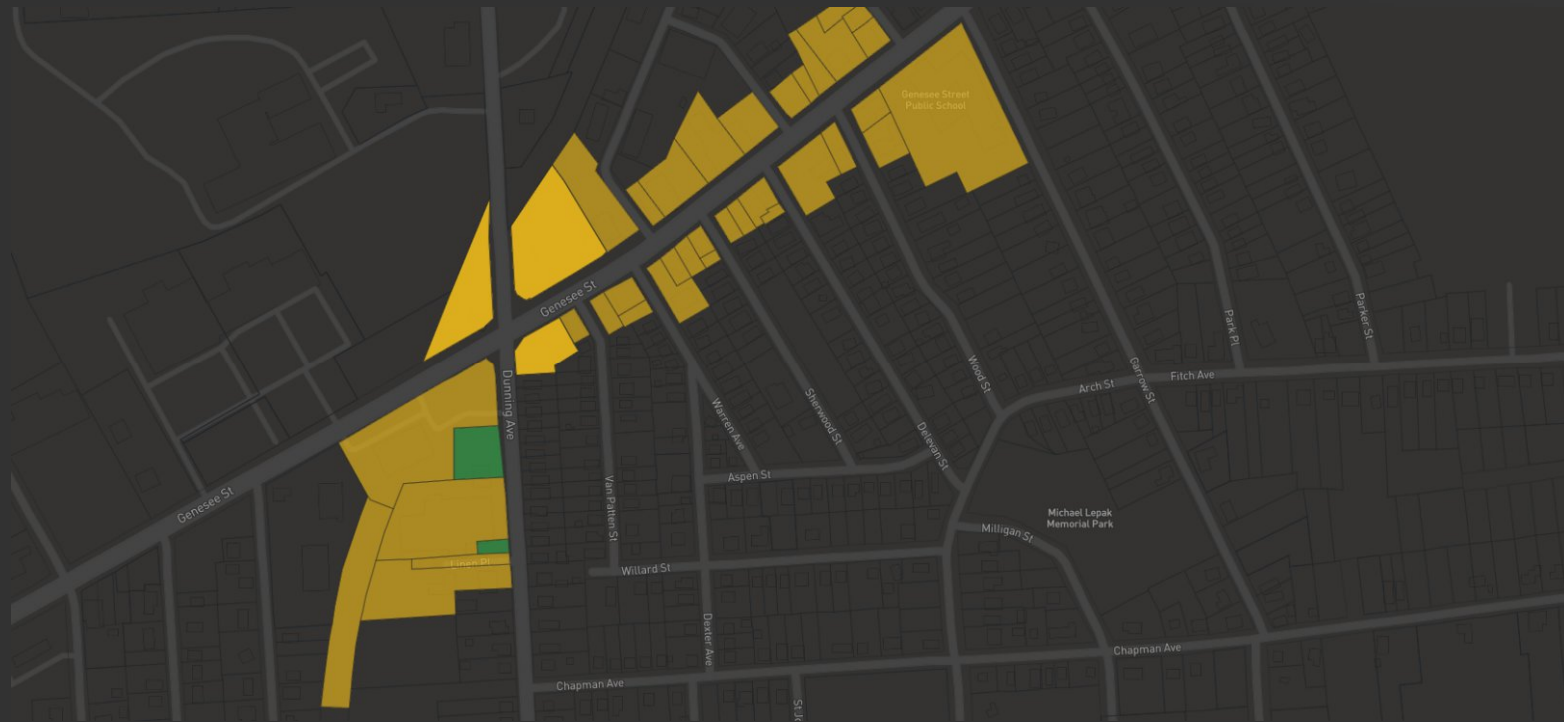 Genesee Street
Public School
Genesee St
Dunning Ave
Park Pl
Parker St
Garrow St
Fitch Ave
Arch St
Wood St
Sherwood St
Warren Ave
Delevan St
Aspen St
Van Patten St
Genesee St
Michael Lepak
Memorial Park
Milligan St
Linen Pl
Willard St
Dexter Ave
Chapman Ave
Chapman Ave